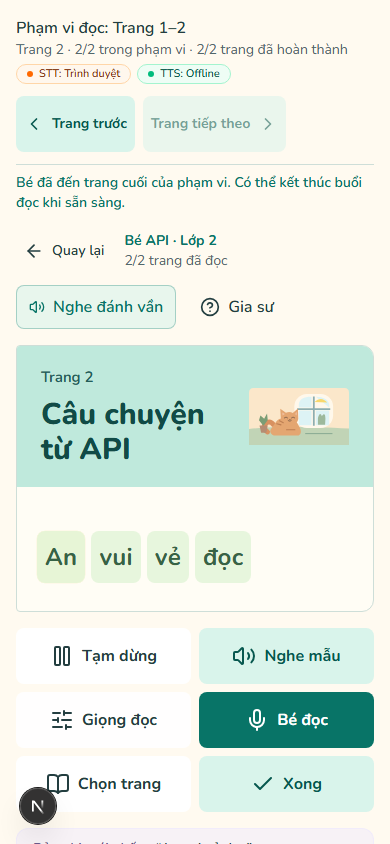 Phạm vi đọc: Trang 1–2
Trang 2 · 2/2 trong phạm vi · 2/2 trang đã hoàn thành
STT: Trình duyệt
TTS: Offline
Trang trước
Trang tiếp theo
Bé đã đến trang cuối của phạm vi. Có thể kết thúc buổi
đọc khi sẵn sàng.
Quay lại
Bé API · Lớp 2
2/2 trang đã đọc
Nghe đánh vần
Gia sư
Trang 2
Câu chuyện
từ API
An vui vẻ đọc
Tạm dừng
Nghe mẫu
Giọng đọc
Bé đọc
Chọn trang
Xong
N